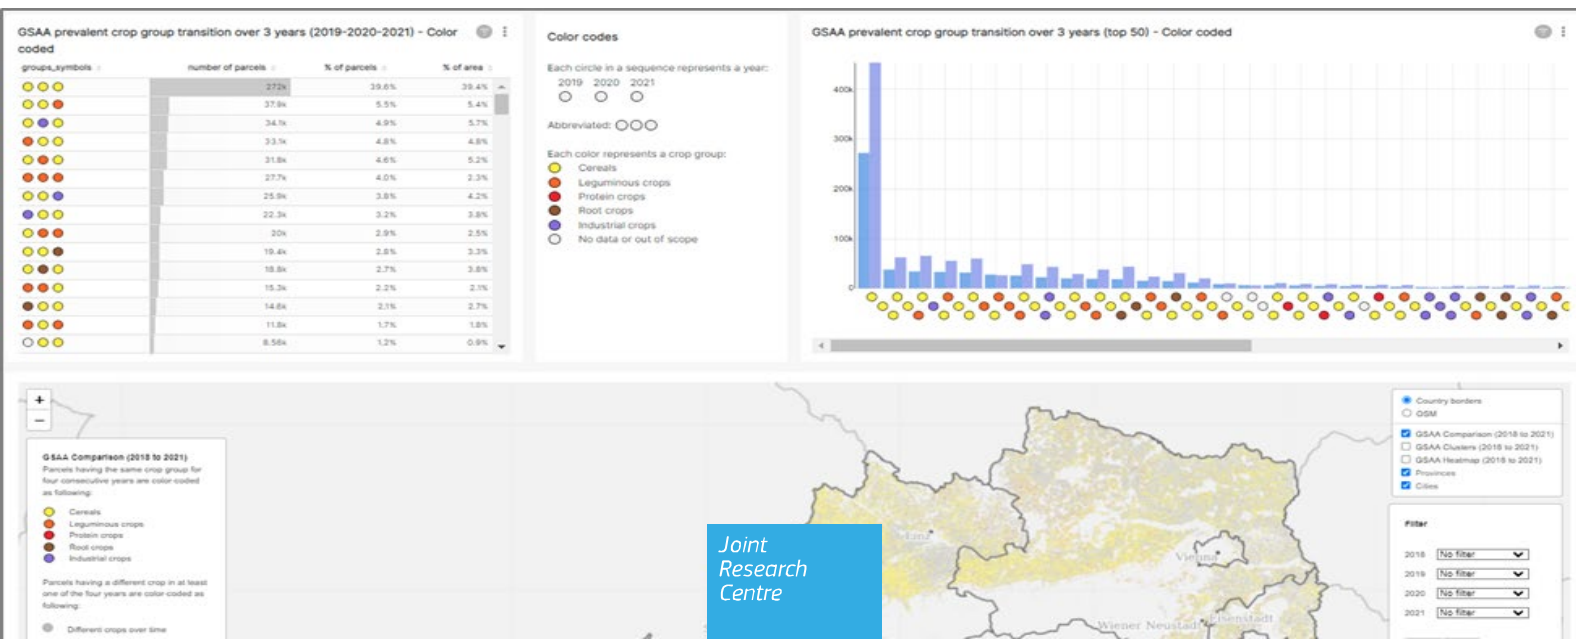 GSAA prevalent crop group transition over 3 years (2019-2020-2021) - Color
coded
groups_symbols number of parcels % of parcels % of area
272k 39.6% 39.4%
37.9k 5.5% 5.4%
34.1k 4.9% 5.7%
33.1k 4.8% 4.8%
31.8k 4.6% 5.2%
27.7k 4.0% 2.3%
25.9k 3.8% 4.2%
22.3k 3.2% 3.8%
20k 2.9% 2.5%
19.4k 2.8% 3.3%
18.8k 2.7% 3.8%
15.3k 2.2% 2.1%
14.6k 2.1% 2.7%
11.8k 1.7% 1.8%
8.56k 1.2% 0.9%
Color codes
Each circle in a sequence represents a year:
2019 2020 2021
Abbreviated:
Each color represents a crop group:
Cereals
Leguminous crops
Protein crops
Root crops
Industrial crops
No data or out of scope
GSAA prevalent crop group transition over 3 years (top 50) - Color coded
400k
300k
200k
100k
0
+
−
GSAA Comparison (2018 to 2021)
Parcels having the same crop group for
four consecutive years are color coded
as following:
Cereals
Leguminous crops
Protein crops
Root crops
Industrial crops
Parcels having a different crop in at least
one of the four years are color coded as
following:
Different crops over time
Joint
Research
Centre
Linz
Vienna
Wiener Neustadt
Eisenstadt
Country borders
OSM
GSAA Comparison (2018 to 2021)
GSAA Clusters (2018 to 2021)
GSAA Heatmap (2018 to 2021)
Provinces
Cities
Filter
2018 No filter
2019 No filter
2020 No filter
2021 No filter